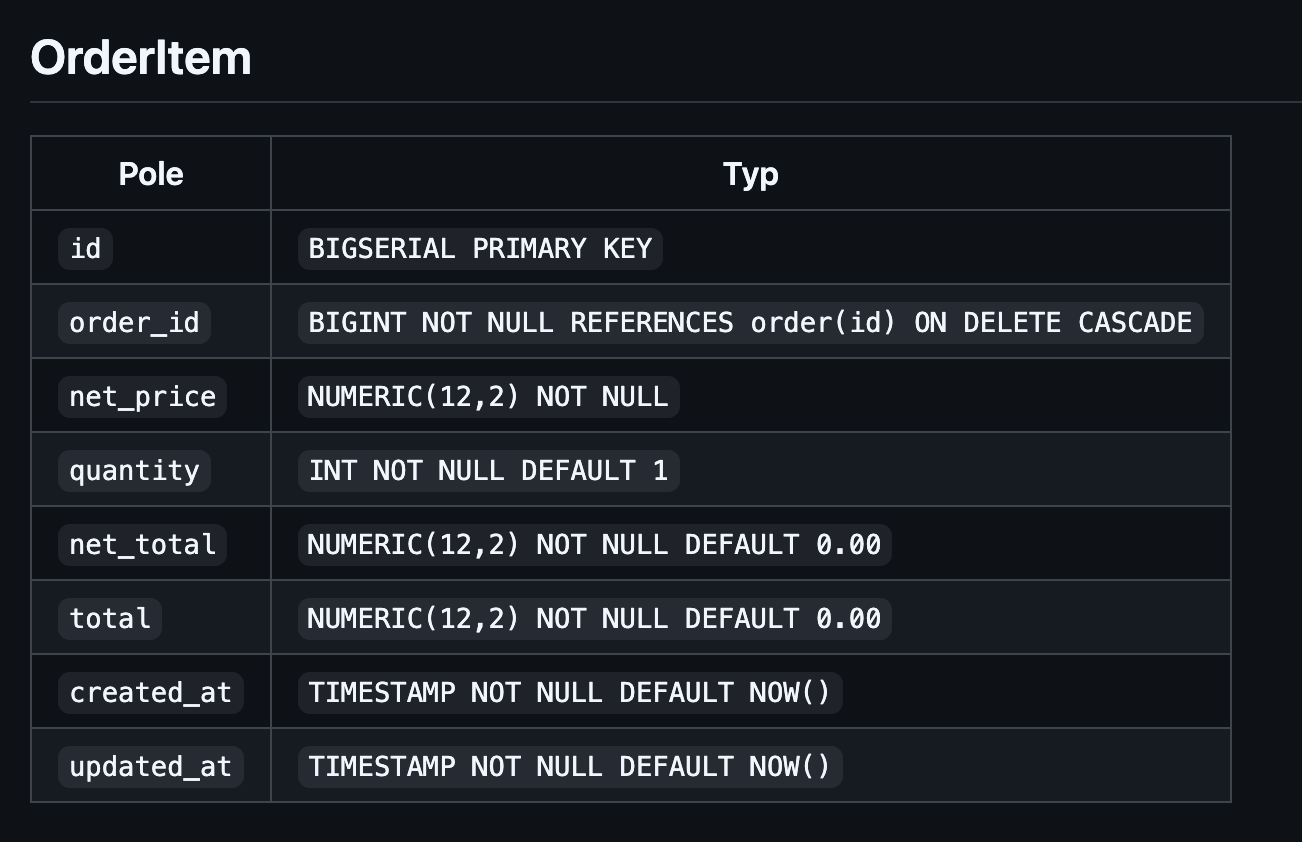 OrderItem
Pole Typ
id BIGSERIAL PRIMARY KEY
order_id BIGINT NOT NULL REFERENCES order(id) ON DELETE CASCADE
net_price NUMERIC(12,2) NOT NULL
quantity INT NOT NULL DEFAULT 1
net_total NUMERIC(12,2) NOT NULL DEFAULT 0.00
total NUMERIC(12,2) NOT NULL DEFAULT 0.00
created_at TIMESTAMP NOT NULL DEFAULT NOW()
updated_at TIMESTAMP NOT NULL DEFAULT NOW()